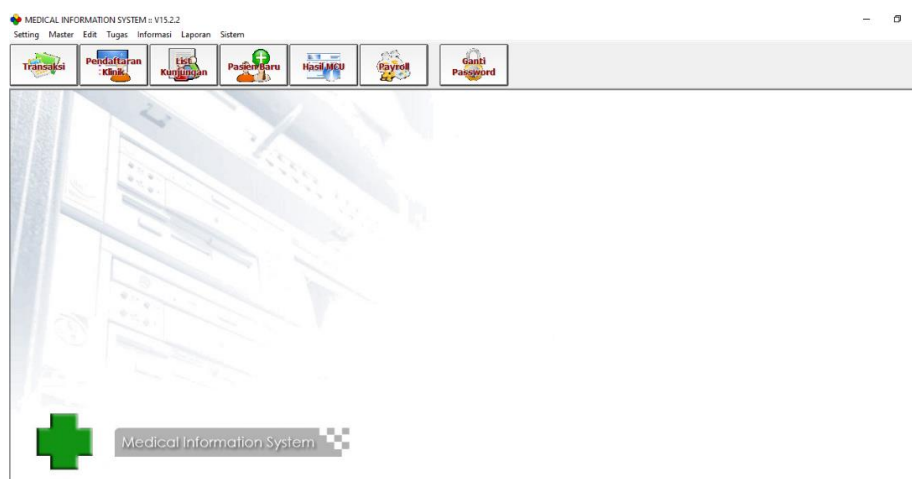 MEDICAL INFORMATION SYSTEM :: V15.2.2
Setting Master Edit Tugas Informasi Laporan Sistem
Transaksi
Pendaftaran
Klinik
List
Kunjungan
Pasien Baru
Hasil MCU
Payroll
Ganti
Password
Medical Information System